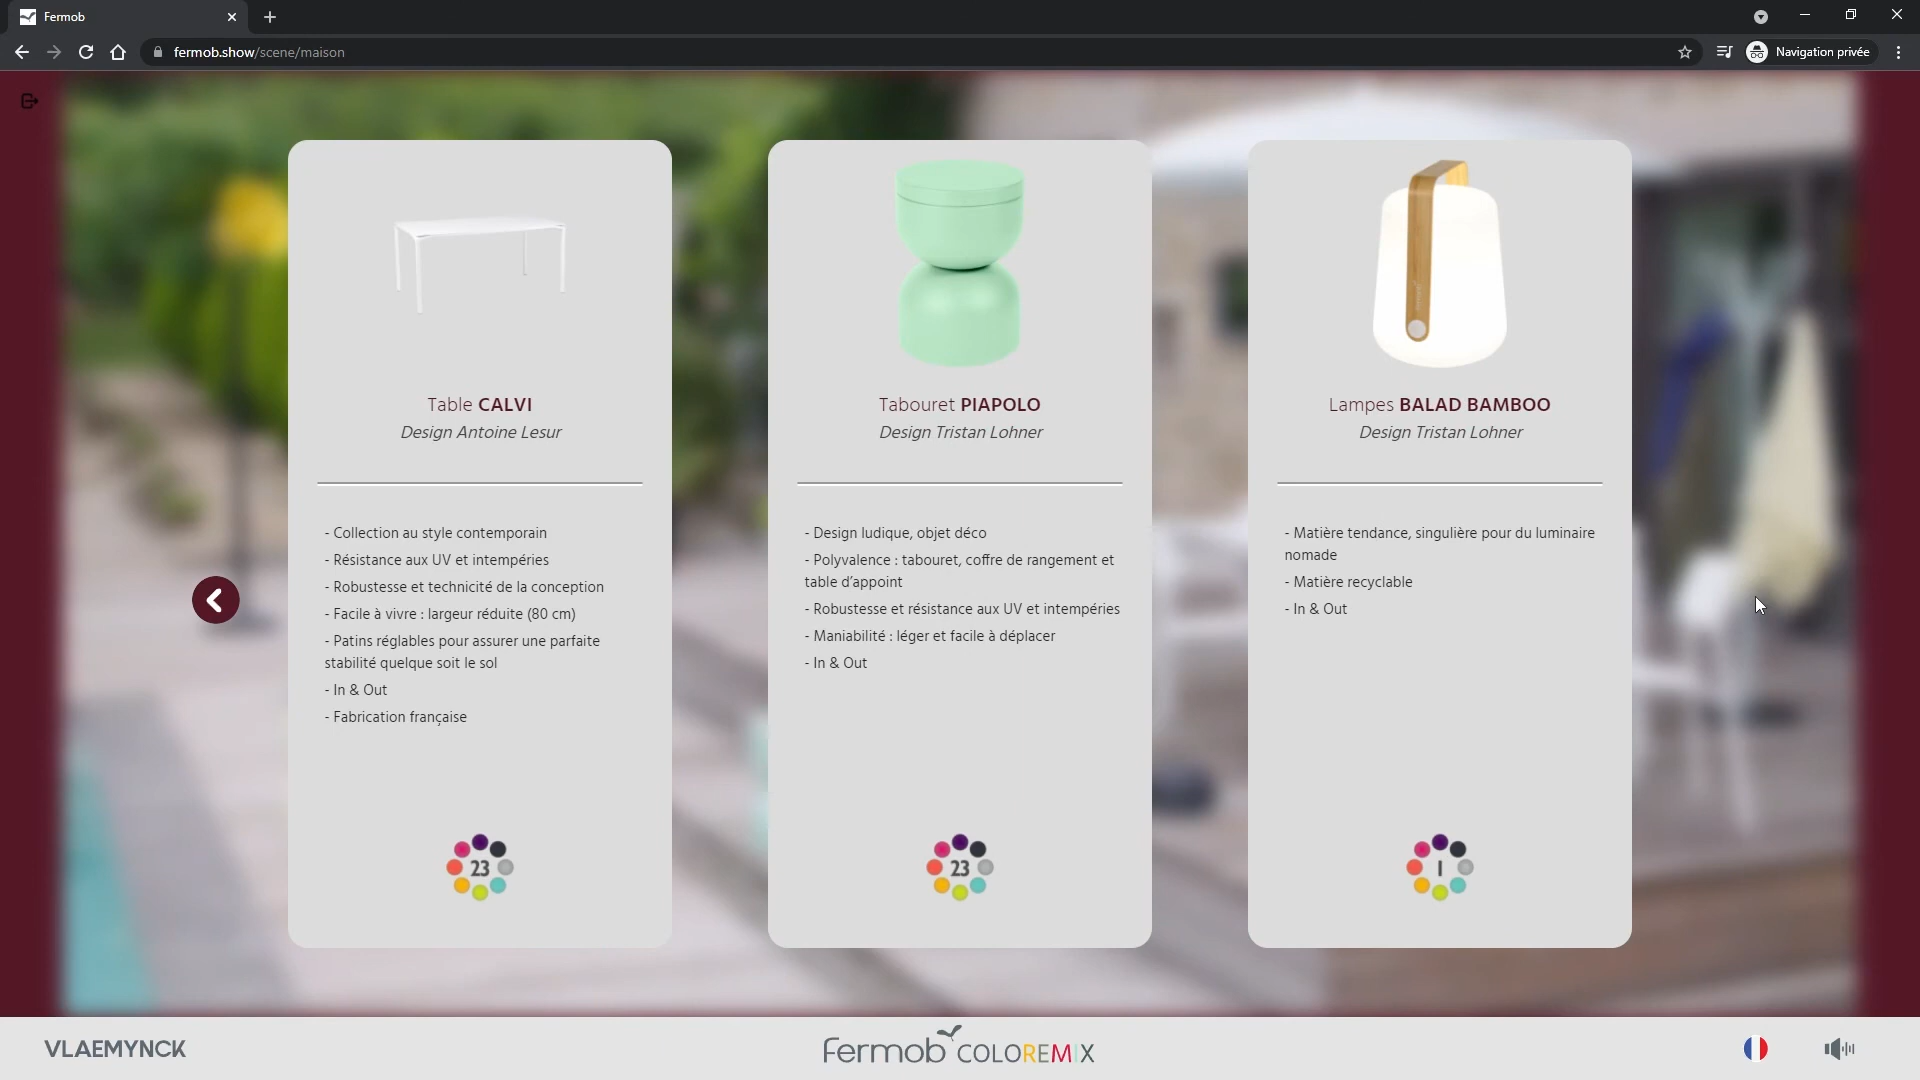 Fermob
fermob.show/scene/maison
Navigation privée
Table CALVI
Design Antoine Lesur
- Collection au style contemporain
- Résistance aux UV et intempéries
- Robustesse et technicité de la conception
- Facile à vivre : largeur réduite (80 cm)
- Patins réglables pour assurer une parfaite
stabilité quelque soit le sol
- In & Out
- Fabrication française
23
Tabouret PIAPOLO
Design Tristan Lohner
- Design ludique, objet déco
- Polyvalence : tabouret, coffre de rangement et
table d’appoint
- Robustesse et résistance aux UV et intempéries
- Maniabilité : léger et facile à déplacer
- In & Out
23
Lampes BALAD BAMBOO
Design Tristan Lohner
- Matière tendance, singulière pour du luminaire
nomade
- Matière recyclable
- In & Out
1
VLAEMYNCK
Fermob COLOREMIX